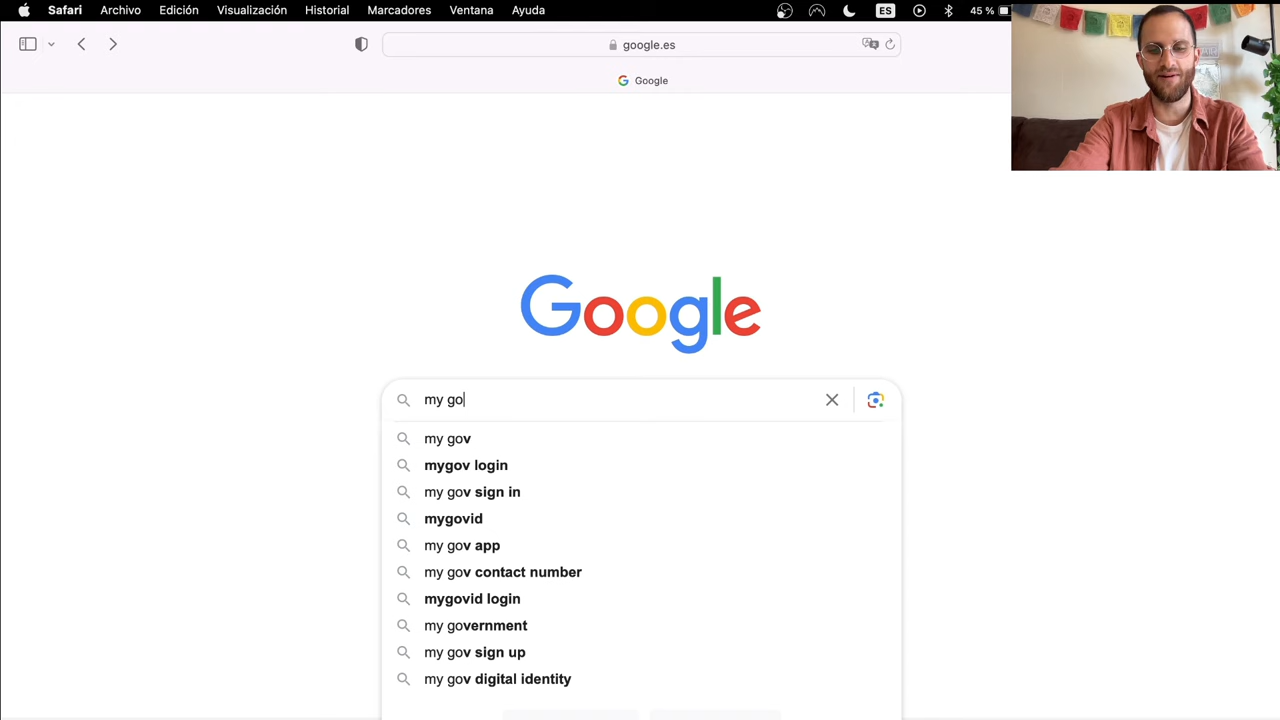 Safari Archivo Edición Visualización Historial Marcadores Ventana Ayuda ES 45 %
google.es
Google
Google
my go
my gov
mygov login
my gov sign in
mygovid
my gov app
my gov contact number
mygovid login
my government
my gov sign up
my gov digital identity